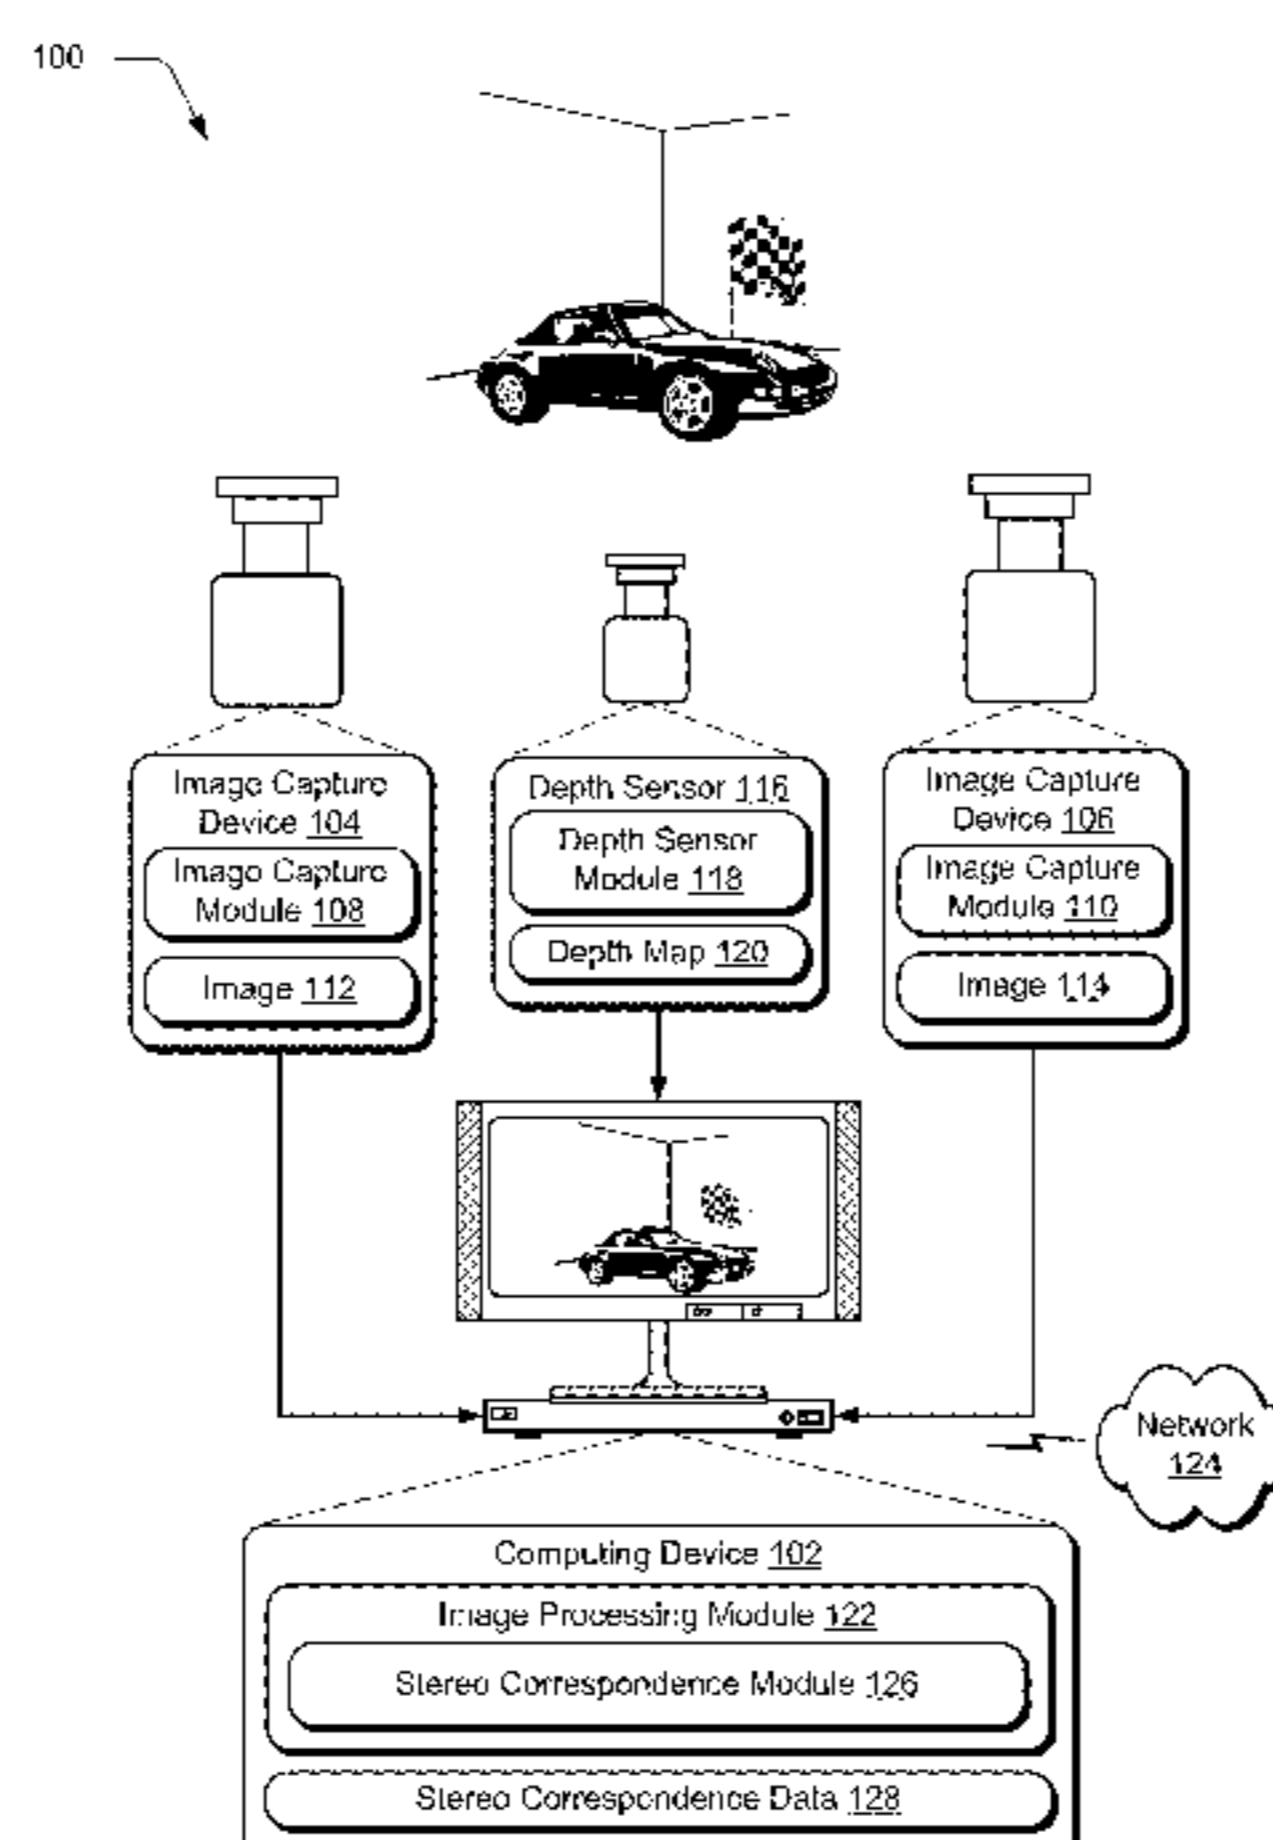 100
Image Capture
Device 104
Image Capture
Module 108
Image 112
Depth Sensor 116
Depth Sensor
Module 118
Depth Map 120
Image Capture
Device 106
Image Capture
Module 110
Image 114
Network
124
Computing Device 102
Image Processing Module 122
Stereo Correspondence Module 126
Stereo Correspondence Data 128